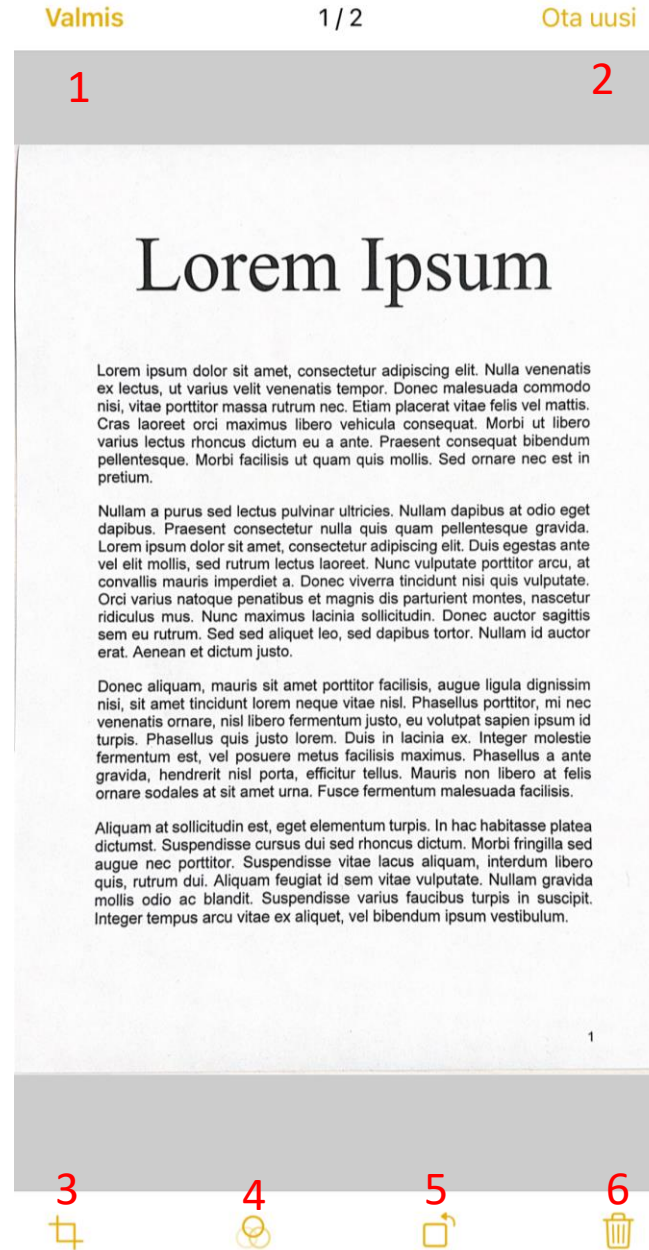 Valmis 1 / 2 Ota uusi
1 2
Lorem Ipsum
Lorem ipsum dolor sit amet, consectetur adipiscing elit. Nulla venenatis
ex lectus, ut varius velit venenatis tempor. Donec malesuada commodo
nisi, vitae porttitor massa rutrum nec. Etiam placerat vitae felis vel mattis.
Cras laoreet orci maximus libero vehicula consequat. Morbi ut libero
varius lectus rhoncus dictum eu a ante. Praesent consequat bibendum
pellentesque. Morbi facilisis ut quam quis mollis. Sed ornare nec est in
pretium.
Nullam a purus sed lectus pulvinar ultricies. Nullam dapibus at odio eget
dapibus. Praesent consectetur nulla quis quam pellentesque gravida.
Lorem ipsum dolor sit amet, consectetur adipiscing elit. Duis egestas ante
vel elit mollis, sed rutrum lectus laoreet. Nunc vulputate porttitor arcu, at
convallis mauris imperdiet a. Donec viverra tincidunt nisi quis vulputate.
Orci varius natoque penatibus et magnis dis parturient montes, nascetur
ridiculus mus. Nunc maximus lacinia sollicitudin. Donec auctor sagittis
sem eu rutrum. Sed sed aliquet leo, sed dapibus tortor. Nullam id auctor
erat. Aenean et dictum justo.
Donec aliquam, mauris sit amet porttitor facilisis, augue ligula dignissim
nisi, sit amet tincidunt lorem neque vitae nisl. Phasellus porttitor, mi nec
venenatis ornare, nisl libero fermentum justo, eu volutpat sapien ipsum id
turpis. Phasellus quis justo lorem. Duis in lacinia ex. Integer molestie
fermentum est, vel posuere metus facilisis maximus. Phasellus a ante
gravida, hendrerit nisl porta, efficitur tellus. Mauris non libero at felis
ornare sodales at sit amet urna. Fusce fermentum malesuada facilisis.
Aliquam at sollicitudin est, eget elementum turpis. In hac habitasse platea
dictumst. Suspendisse cursus dui sed rhoncus dictum. Morbi fringilla sed
augue nec porttitor. Suspendisse vitae lacus aliquam, interdum libero
quis, rutrum dui. Aliquam feugiat id sem vitae vulputate. Nullam gravida
mollis odio ac blandit. Suspendisse varius faucibus turpis in suscipit.
Integer tempus arcu vitae ex aliquet, vel bibendum ipsum vestibulum.
1
3 4 5 6